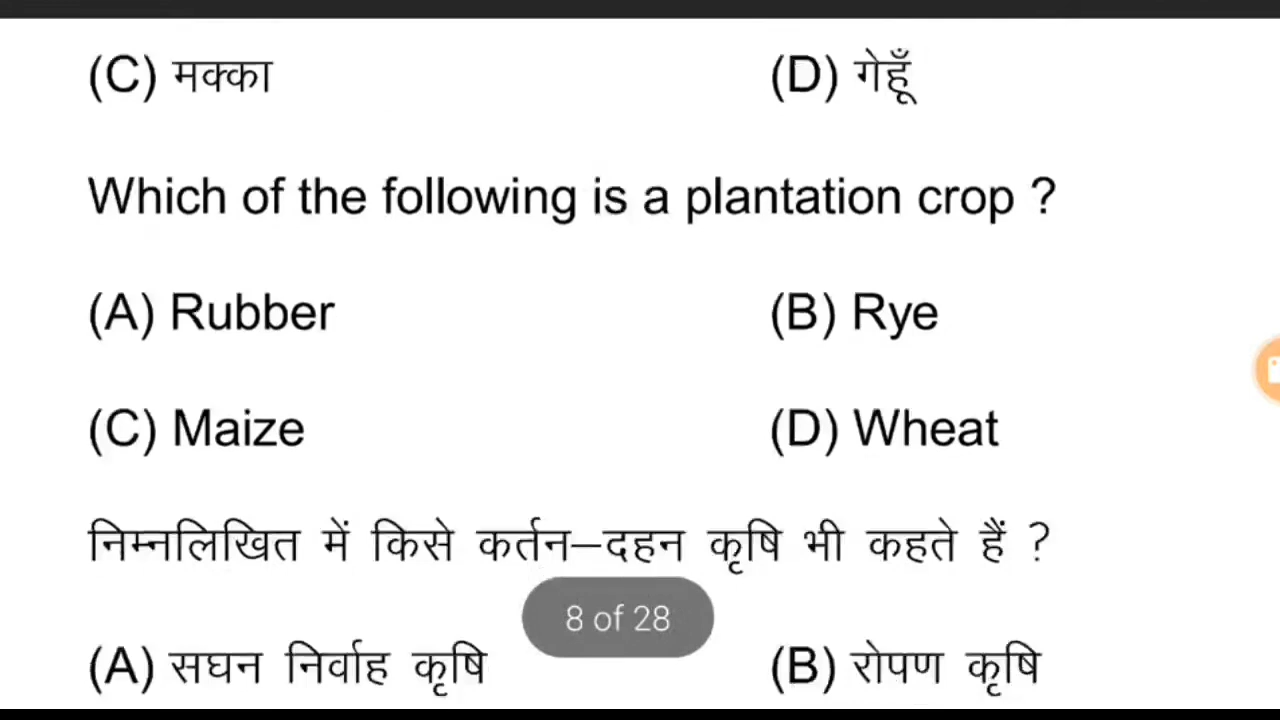 (C) मक्का (D) गेहूँ
Which of the following is a plantation crop ?
(A) Rubber (B) Rye
(C) Maize (D) Wheat
निम्नलिखित में किसे कर्तन–दहन कृषि भी कहते हैं ?
8 of 28
(A) सघन निर्वाह कृषि (B) रोपण कृषि